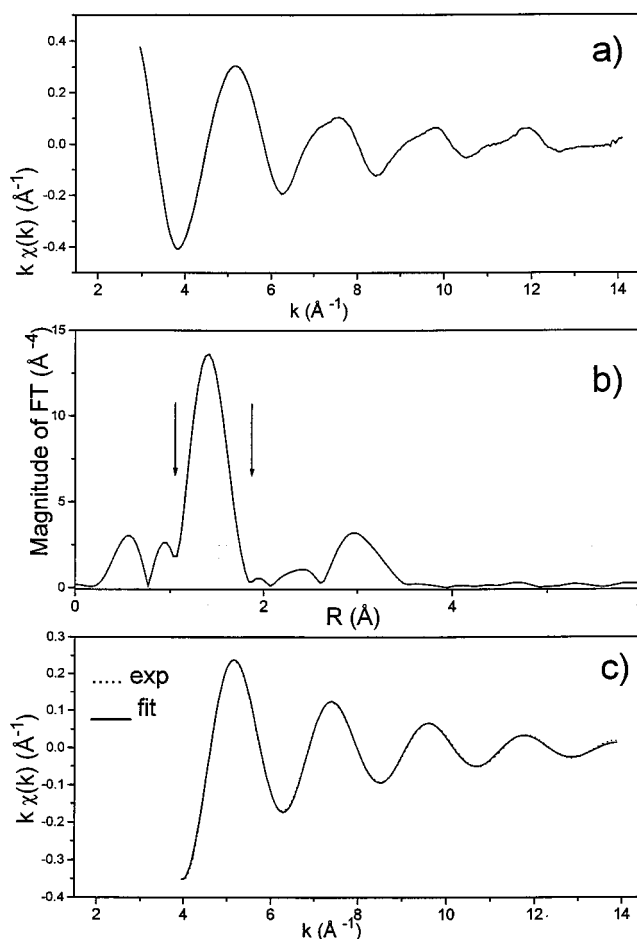 a)
0.4
0.2
0.0
-0.2
-0.4
k χ(k) (Å⁻¹)
2 4 6 8 10 12 14
k (Å⁻¹)
b)
15
10
5
0
Magnitude of FT (Å⁻⁴)
0 2 4
R (Å)
c)
exp
fit
0.3
0.2
0.1
0.0
-0.1
-0.2
-0.3
-0.4
k χ(k) (Å⁻¹)
2 4 6 8 10 12 14
k (Å⁻¹)